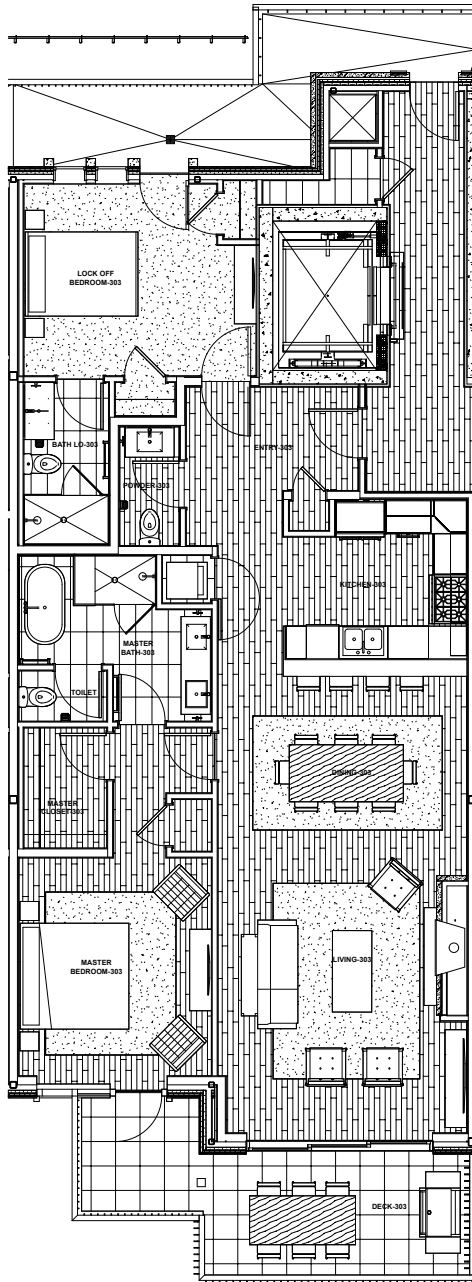 LOCK OFF
BEDROOM-303
BATH LO-303
ENTRY-303
POWDER-303
KITCHEN-303
MASTER
BATH-303
TOILET
DINING-303
MASTER
CLOSET-303
LIVING-303
MASTER
BEDROOM-303
DECK-303